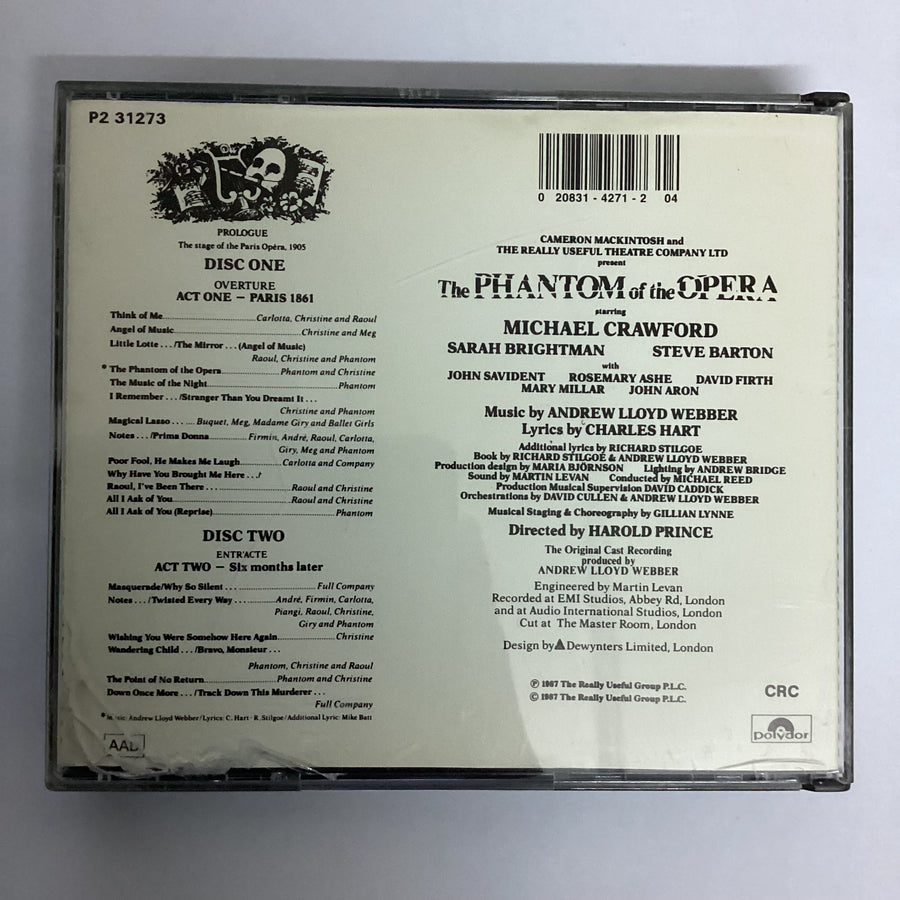 P2 31273
PROLOGUE
The stage of the Paris Opéra, 1905
DISC ONE
OVERTURE
ACT ONE — PARIS 1861
Think of Me....................Carlotta, Christine and Raoul
Angel of Music....................Christine and Meg
Little Lotte . . ./The Mirror . . . (Angel of Music)
Raoul, Christine and Phantom
* The Phantom of the Opera....................Phantom and Christine
The Music of the Night....................Phantom
I Remember . . ./Stranger Than You Dreamt It . . .
Christine and Phantom
Magical Lasso . . . ....Buquet, Meg, Madame Giry and Ballet Girls
Notes . . ./Prima Donna....................Firmin, André, Raoul, Carlotta,
Giry, Meg and Phantom
Poor Fool, He Makes Me Laugh....................Carlotta and Company
Why Have You Brought Me Here . . ./
Raoul, I've Been There . . . ....................Raoul and Christine
All I Ask of You....................Raoul and Christine
All I Ask of You (Reprise)....................Phantom
DISC TWO
ENTR'ACTE
ACT TWO — Six months later
Masquerade/Why So Silent . . . ....................Full Company
Notes . . ./Twisted Every Way . . . ..........André, Firmin, Carlotta,
Piangi, Raoul, Christine,
Giry and Phantom
Wishing You Were Somehow Here Again....................Christine
Wandering Child . . ./Bravo, Monsieur . . .
Phantom, Christine and Raoul
The Point of No Return....................Phantom and Christine
Down Once More . . ./Track Down This Murderer . . .
Full Company
Andrew Lloyd Webber/Lyrics: C. Hart - R. Stilgoe/Additional Lyric: Mike Batt
AAD
0 20831 - 4271 - 2 04
CAMERON MACKINTOSH and
THE REALLY USEFUL THEATRE COMPANY LTD
present
The PHANTOM of the OPERA
starring
MICHAEL CRAWFORD
SARAH BRIGHTMAN STEVE BARTON
with
JOHN SAVIDENT ROSEMARY ASHE DAVID FIRTH
MARY MILLAR JOHN ARON
Music by ANDREW LLOYD WEBBER
Lyrics by CHARLES HART
Additional lyrics by RICHARD STILGOE
Book by RICHARD STILGOE & ANDREW LLOYD WEBBER
Production design by MARIA BJÖRNSON Lighting by ANDREW BRIDGE
Sound by MARTIN LEVAN Conducted by MICHAEL REED
Production Musical Supervision DAVID CADDICK
Orchestrations by DAVID CULLEN & ANDREW LLOYD WEBBER
Musical Staging & Choreography by GILLIAN LYNNE
Directed by HAROLD PRINCE
The Original Cast Recording
produced by
ANDREW LLOYD WEBBER
Engineered by Martin Levan
Recorded at EMI Studios, Abbey Rd, London
and at Audio International Studios, London
Cut at The Master Room, London
Design by Dewynters Limited, London
℗ 1987 The Really Useful Group P.L.C.
© 1987 The Really Useful Group P.L.C.
CRC
polydor